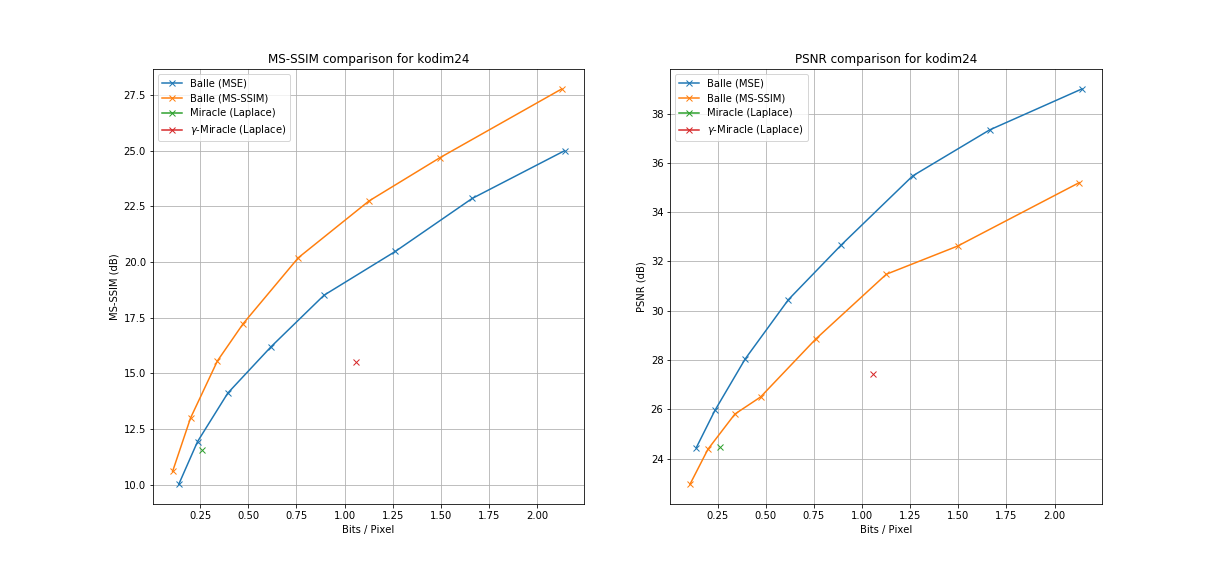 MS-SSIM comparison for kodim24
Balle (MSE)
Balle (MS-SSIM)
Miracle (Laplace)
γ-Miracle (Laplace)
27.5
25.0
22.5
20.0
17.5
15.0
12.5
10.0
MS-SSIM (dB)
0.25 0.50 0.75 1.00 1.25 1.50 1.75 2.00
Bits / Pixel
PSNR comparison for kodim24
Balle (MSE)
Balle (MS-SSIM)
Miracle (Laplace)
γ-Miracle (Laplace)
38
36
34
32
30
28
26
24
PSNR (dB)
0.25 0.50 0.75 1.00 1.25 1.50 1.75 2.00
Bits / Pixel